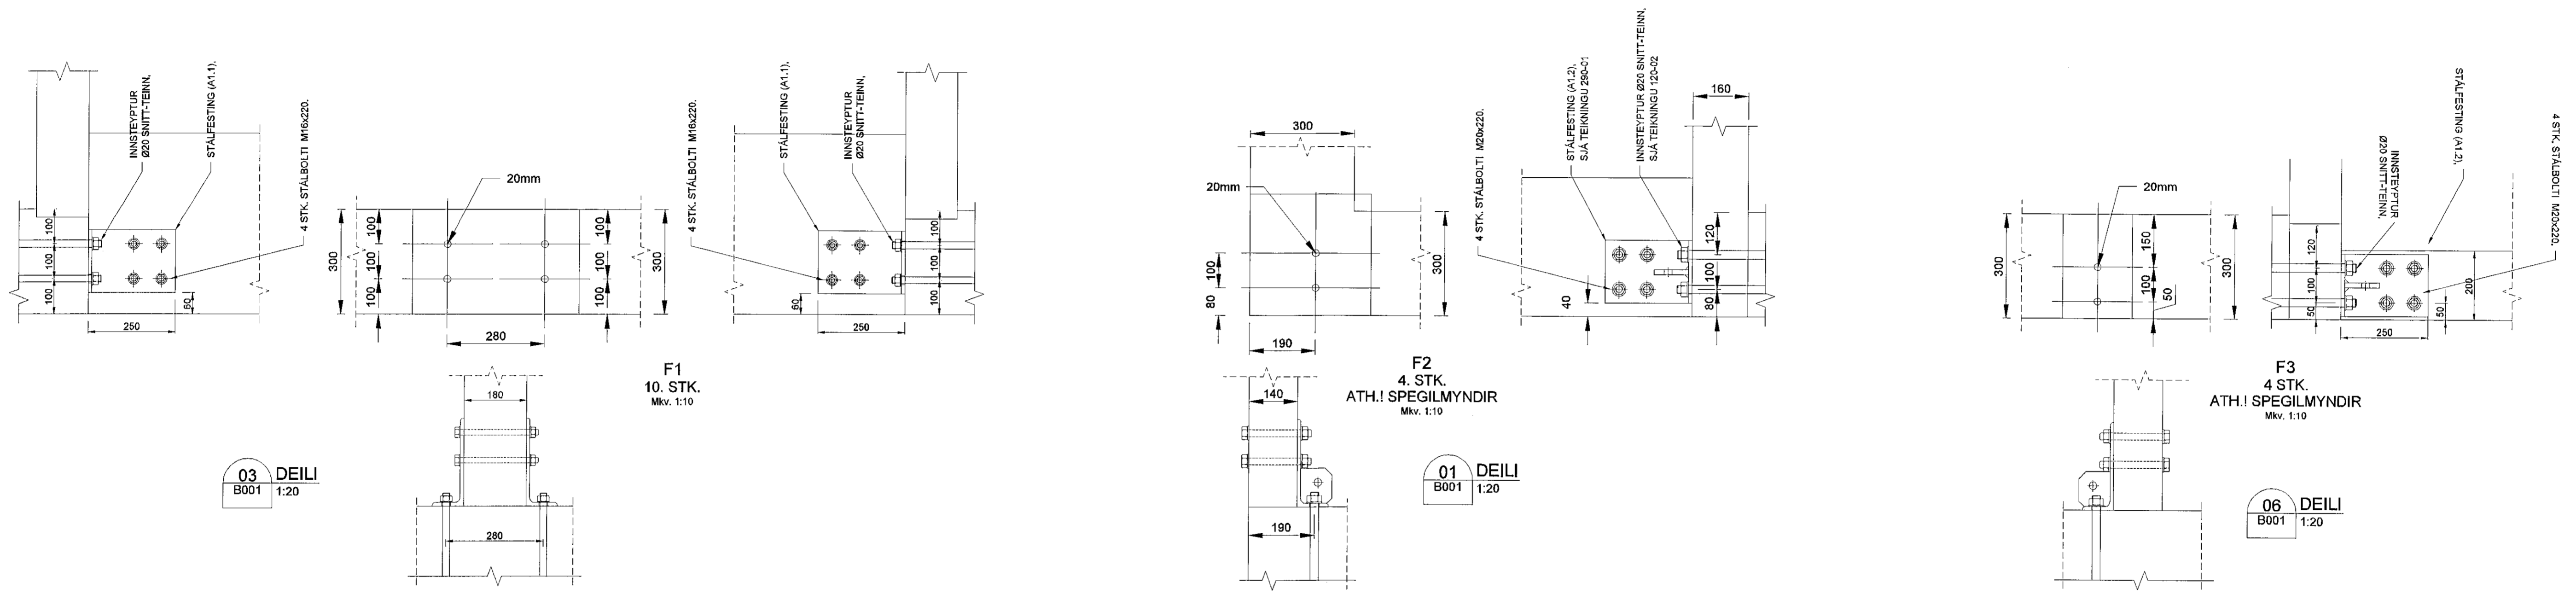 INNSTEYPTUR
Ø20 SNITT-TEINN,
STÁLFESTING (A1.1),
4 STK. STÁLBOLTI M16x220.
100
100
100
60
250
20mm
300
100
100
100
100
100
100
300
280
4 STK. STÁLBOLTI M16x220.
STÁLFESTING (A1.1),
INNSTEYPTUR
Ø20 SNITT-TEINN,
100
100
100
60
250
F1
10. STK.
Mkv. 1:10
180
280
03 DEILI
B001 1:20
300
20mm
100
80
300
190
4 STK. STÁLBOLTI M20x220.
STÁLFESTING (A1.2),
SJÁ TEIKNINGU 290-01
INNSTEYPTUR Ø20 SNITT-TEINN.
SJÁ TEIKNINGU 120-02
160
120
100
80
40
F2
4. STK.
ATH.! SPEGILMYNDIR
Mkv. 1:10
140
190
01 DEILI
B001 1:20
20mm
300
150
100
50
300
INNSTEYPTUR
Ø20 SNITT-TEINN,
STÁLFESTING (A1.2),
4 STK. STÁLBOLTI M20x220.
120
100
50
200
50
250
F3
4 STK.
ATH.! SPEGILMYNDIR
Mkv. 1:10
06 DEILI
B001 1:20